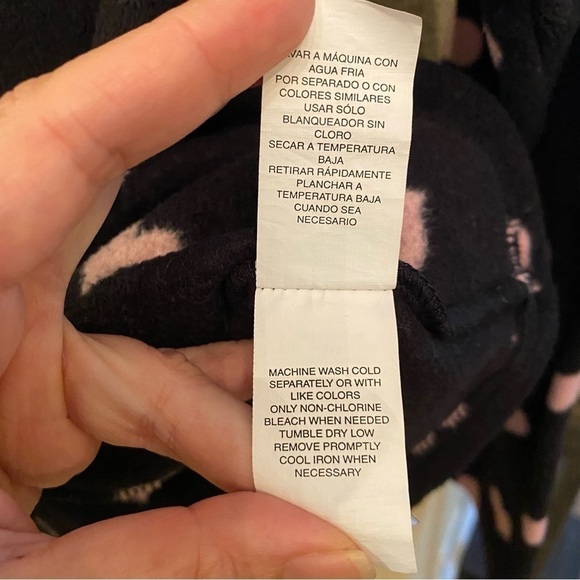 A MÁQUINA CON
AGUA FRIA
POR SEPARADO O CON
COLORES SIMILARES
USAR SÓLO
BLANQUEADOR SIN
CLORO
SECAR A TEMPERATURA
BAJA
RETIRAR RÁPIDAMENTE
PLANCHAR A
TEMPERATURA BAJA
CUANDO SEA
NECESARIO
MACHINE WASH COLD
SEPARATELY OR WITH
LIKE COLORS
ONLY NON-CHLORINE
BLEACH WHEN NEEDED
TUMBLE DRY LOW
REMOVE PROMPTLY
COOL IRON WHEN
NECESSARY